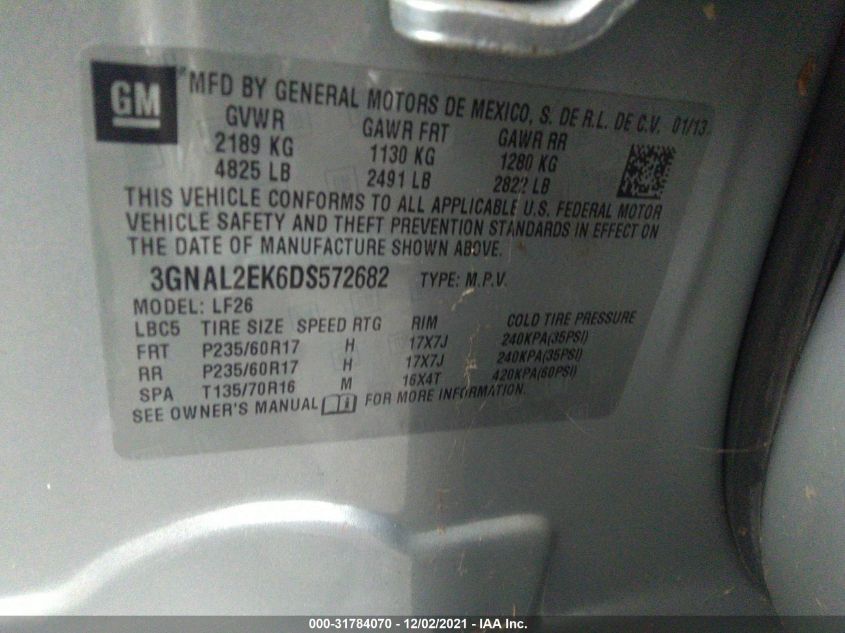 GM
MFD BY GENERAL MOTORS DE MEXICO, S. DE R.L. DE C.V. 01/13
GVWR GAWR FRT GAWR RR
2189 KG 1130 KG 1280 KG
4825 LB 2491 LB 2822 LB
THIS VEHICLE CONFORMS TO ALL APPLICABLE U.S. FEDERAL MOTOR
VEHICLE SAFETY AND THEFT PREVENTION STANDARDS IN EFFECT ON
THE DATE OF MANUFACTURE SHOWN ABOVE.
3GNAL2EK6DS572682 TYPE: M.P.V.
MODEL: LF26
LBC5 TIRE SIZE SPEED RTG RIM COLD TIRE PRESSURE
FRT P235/60R17 H 17X7J 240KPA(35PSI)
RR P235/60R17 H 17X7J 240KPA(35PSI)
SPA T135/70R16 M 16X4T 420KPA(60PSI)
SEE OWNER'S MANUAL FOR MORE INFORMATION.
000-31784070 - 12/02/2021 - IAA Inc.